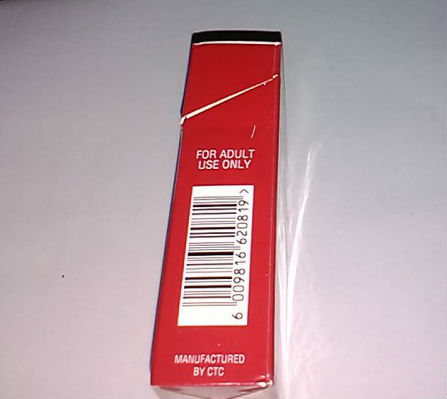 FOR ADULT
USE ONLY
6 009816 620819 >
MANUFACTURED
BY CTC